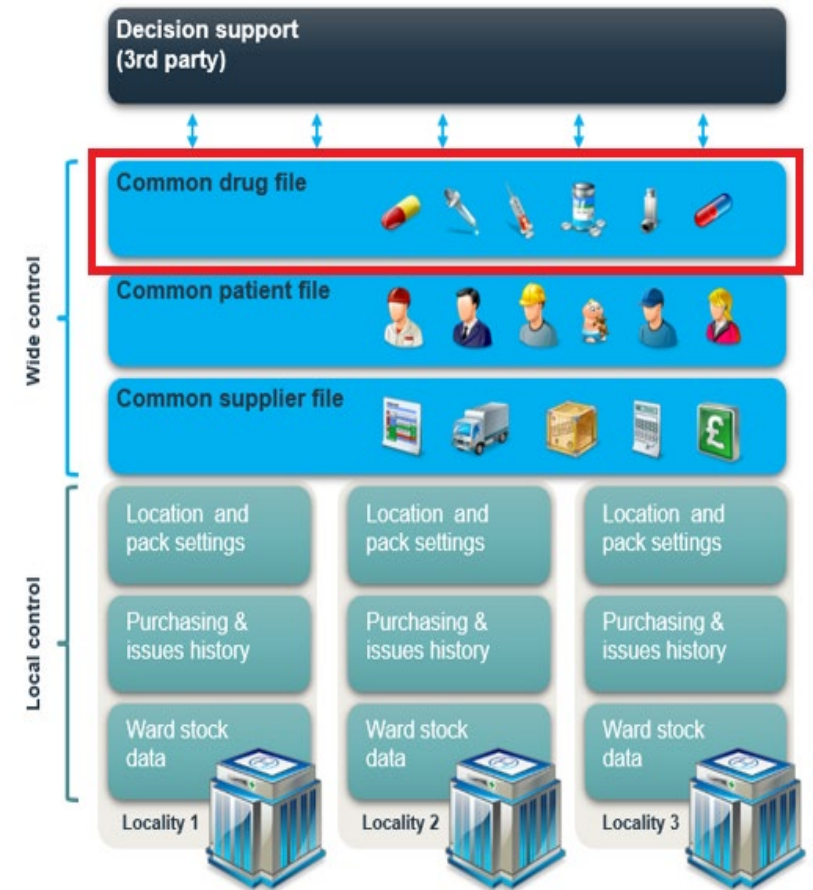 Decision support
(3rd party)
Wide control
Common drug file
Common patient file
Common supplier file
£
Local control
Location and
pack settings
Purchasing &
issues history
Ward stock
data
Locality 1
Location and
pack settings
Purchasing &
issues history
Ward stock
data
Locality 2
Location and
pack settings
Purchasing &
issues history
Ward stock
data
Locality 3